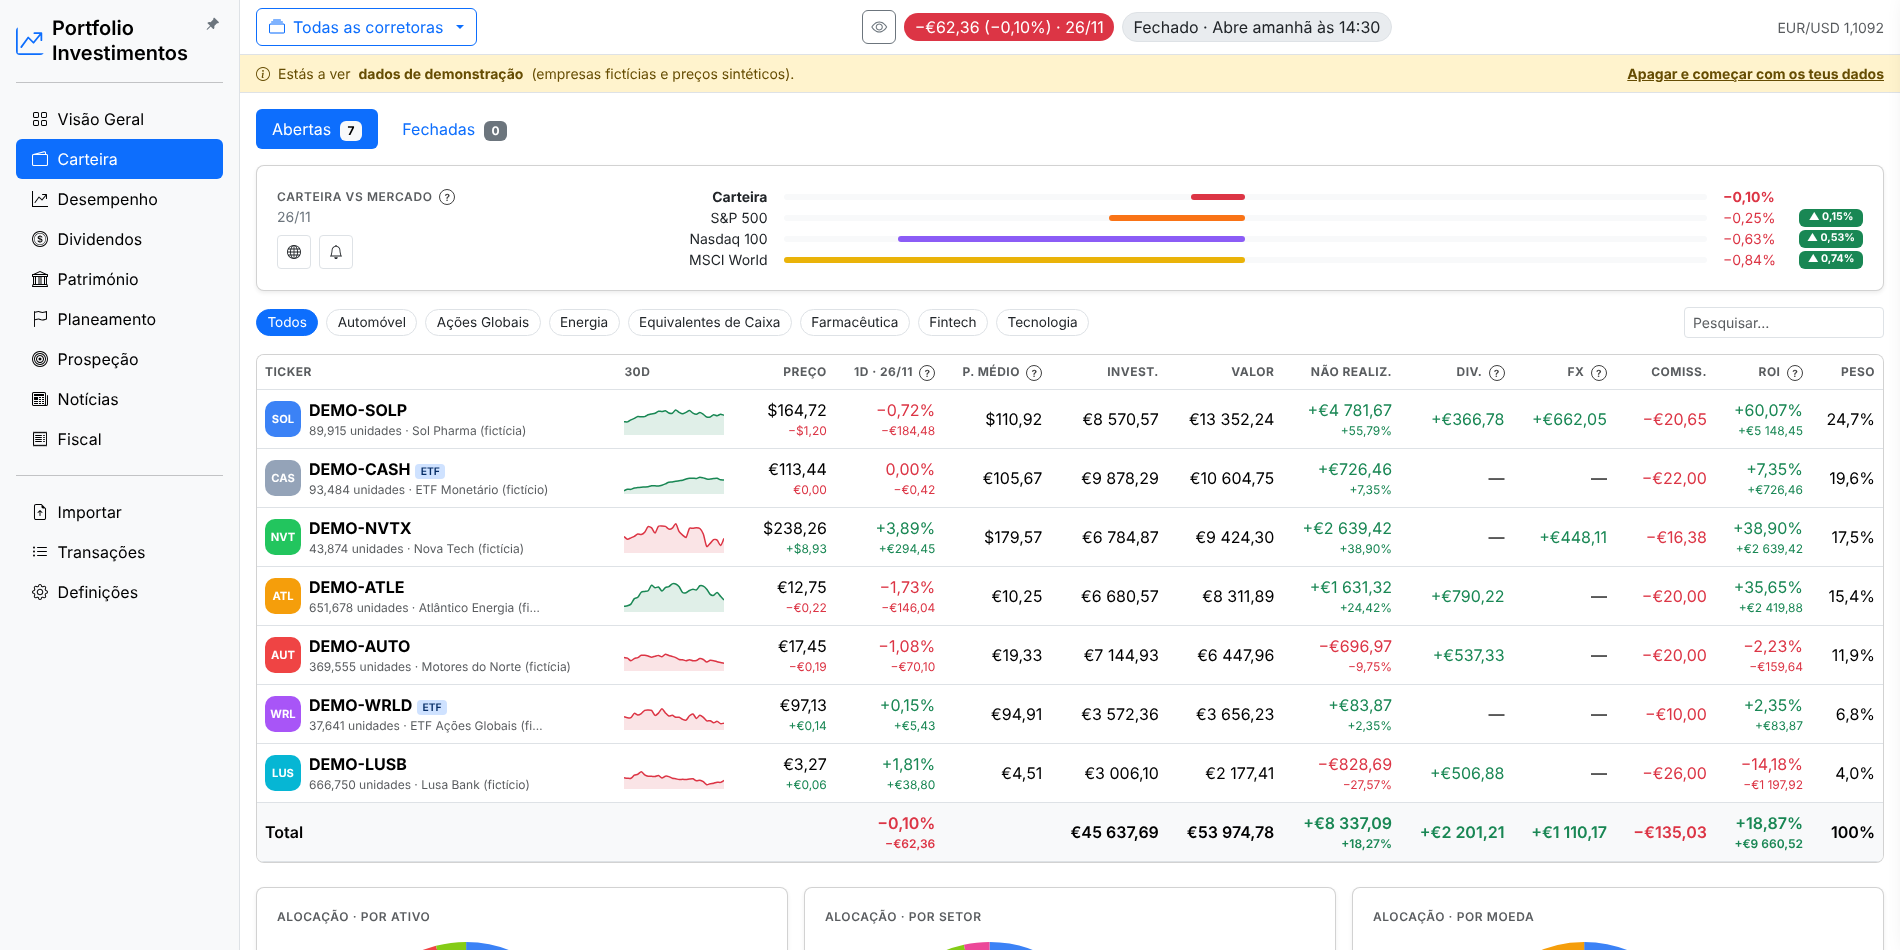 Portfolio
Investimentos
Visão Geral
Carteira
Desempenho
Dividendos
Património
Planeamento
Prospeção
Notícias
Fiscal
Importar
Transações
Definições
Todas as corretoras
−€62,36 (−0,10%) · 26/11
Fechado · Abre amanhã às 14:30
EUR/USD 1,1092
Estás a ver dados de demonstração (empresas fictícias e preços sintéticos).
Apagar e começar com os teus dados
Abertas 7
Fechadas 0
CARTEIRA VS MERCADO ?
26/11
Carteira −0,10%
S&P 500 −0,25% ▲ 0,15%
Nasdaq 100 −0,63% ▲ 0,53%
MSCI World −0,84% ▲ 0,74%
Todos Automóvel Ações Globais Energia Equivalentes de Caixa Farmacêutica Fintech Tecnologia
Pesquisar...
TICKER 30D PREÇO 1D · 26/11 ? P. MÉDIO ? INVEST. VALOR NÃO REALIZ. DIV. ? FX ? COMISS. ROI ? PESO
SOL DEMO-SOLP $164,72 −0,72% $110,92 €8 570,57 €13 352,24 +€4 781,67 +€366,78 +€662,05 −€20,65 +60,07% 24,7%
89,915 unidades · Sol Pharma (fictícia) −$1,20 −€184,48 +55,79% +€5 148,45
CAS DEMO-CASH ETF €113,44 0,00% €105,67 €9 878,29 €10 604,75 +€726,46 — — −€22,00 +7,35% 19,6%
93,484 unidades · ETF Monetário (fictício) €0,00 −€0,42 +7,35% +€726,46
NVT DEMO-NVTX $238,26 +3,89% $179,57 €6 784,87 €9 424,30 +€2 639,42 — +€448,11 −€16,38 +38,90% 17,5%
43,874 unidades · Nova Tech (fictícia) +$8,93 +€294,45 +38,90% +€2 639,42
ATL DEMO-ATLE €12,75 −1,73% €10,25 €6 680,57 €8 311,89 +€1 631,32 +€790,22 — −€20,00 +35,65% 15,4%
651,678 unidades · Atlântico Energia (fi... −€0,22 −€146,04 +24,42% +€2 419,88
AUT DEMO-AUTO €17,45 −1,08% €19,33 €7 144,93 €6 447,96 −€696,97 +€537,33 — −€20,00 −2,23% 11,9%
369,555 unidades · Motores do Norte (fictícia) −€0,19 −€70,10 −9,75% −€159,64
WRL DEMO-WRLD ETF €97,13 +0,15% €94,91 €3 572,36 €3 656,23 +€83,87 — — −€10,00 +2,35% 6,8%
37,641 unidades · ETF Ações Globais (fi... +€0,14 +€5,43 +2,35% +€83,87
LUS DEMO-LUSB €3,27 +1,81% €4,51 €3 006,10 €2 177,41 −€828,69 +€506,88 — −€26,00 −14,18% 4,0%
666,750 unidades · Lusa Bank (fictício) +€0,06 +€38,80 −27,57% −€1 197,92
Total −0,10% €45 637,69 €53 974,78 +€8 337,09 +€2 201,21 +€1 110,17 −€135,03 +18,87% 100%
−€62,36 +18,27% +€9 660,52
ALOCAÇÃO · POR ATIVO
ALOCAÇÃO · POR SETOR
ALOCAÇÃO · POR MOEDA